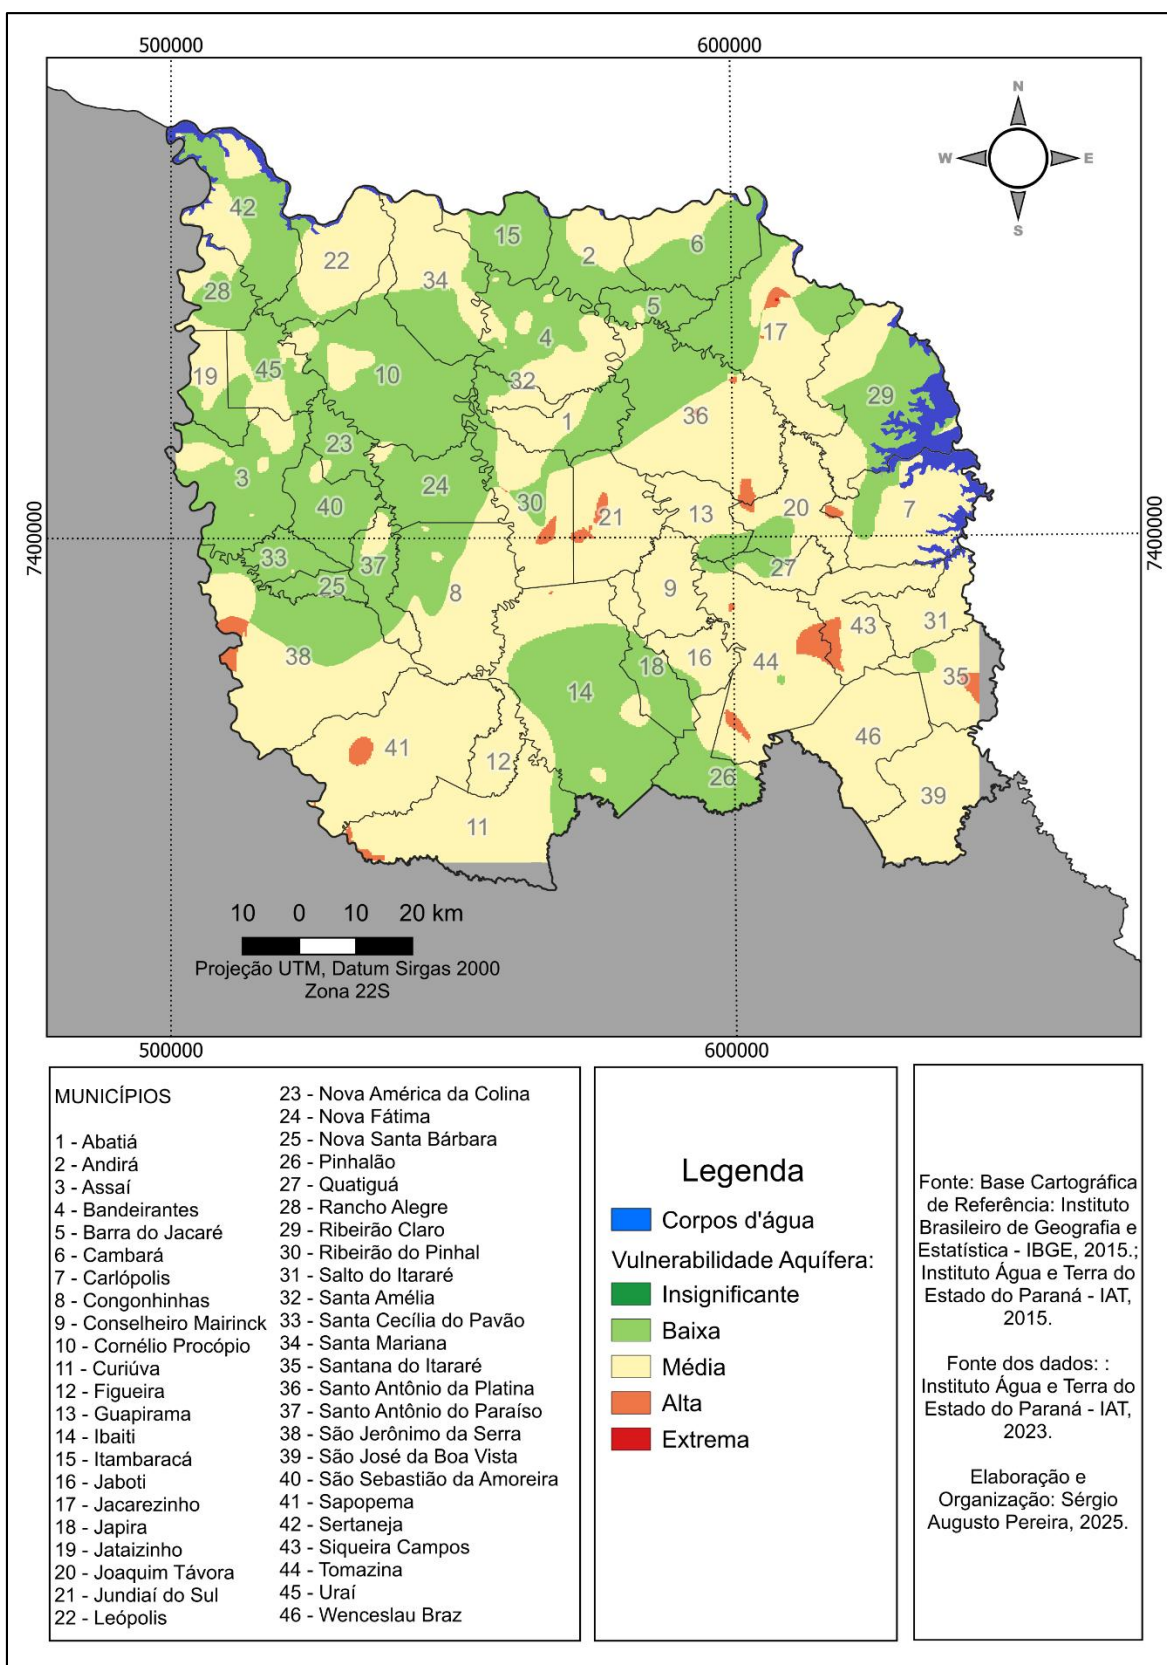 500000
600000
N
W
E
S
42
15
2
6
22
28
34
5
4
17
19
45
10
32
29
1
36
23
3
24
40
30
21
13
20
7
7400000
7400000
33
37
27
25
8
9
43
31
38
18
16
44
35
14
41
12
46
26
39
11
10 0 10 20 km
Projeção UTM, Datum Sirgas 2000
Zona 22S
500000
600000
MUNICÍPIOS
1 - Abatiá
2 - Andirá
3 - Assaí
4 - Bandeirantes
5 - Barra do Jacaré
6 - Cambará
7 - Carlópolis
8 - Congonhinhas
9 - Conselheiro Mairinck
10 - Cornélio Procópio
11 - Curiúva
12 - Figueira
13 - Guapirama
14 - Ibaiti
15 - Itambaracá
16 - Jaboti
17 - Jacarezinho
18 - Japira
19 - Jataizinho
20 - Joaquim Távora
21 - Jundiaí do Sul
22 - Leópolis
23 - Nova América da Colina
24 - Nova Fátima
25 - Nova Santa Bárbara
26 - Pinhalão
27 - Quatiguá
28 - Rancho Alegre
29 - Ribeirão Claro
30 - Ribeirão do Pinhal
31 - Salto do Itararé
32 - Santa Amélia
33 - Santa Cecília do Pavão
34 - Santa Mariana
35 - Santana do Itararé
36 - Santo Antônio da Platina
37 - Santo Antônio do Paraíso
38 - São Jerônimo da Serra
39 - São José da Boa Vista
40 - São Sebastião da Amoreira
41 - Sapopema
42 - Sertaneja
43 - Siqueira Campos
44 - Tomazina
45 - Uraí
46 - Wenceslau Braz
Legenda
Corpos d'água
Vulnerabilidade Aquífera:
Insignificante
Baixa
Média
Alta
Extrema
Fonte: Base Cartográfica
de Referência: Instituto
Brasileiro de Geografia e
Estatística - IBGE, 2015.;
Instituto Água e Terra do
Estado do Paraná - IAT,
2015.
Fonte dos dados: :
Instituto Água e Terra do
Estado do Paraná - IAT,
2023.
Elaboração e
Organização: Sérgio
Augusto Pereira, 2025.